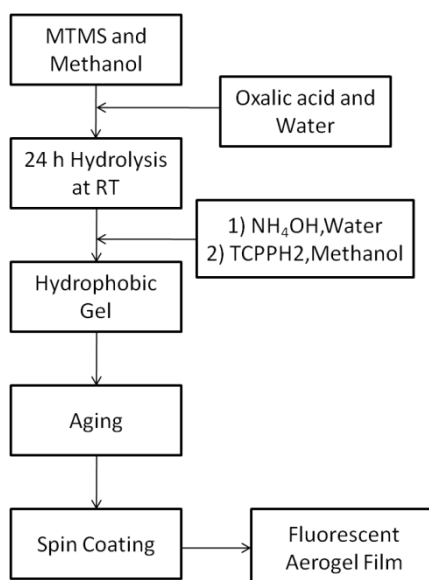 MTMS and
Methanol
Oxalic acid and
Water
24 h Hydrolysis
at RT
1) NH₄OH,Water
2) TCPPH2,Methanol
Hydrophobic
Gel
Aging
Spin Coating
Fluorescent
Aerogel Film